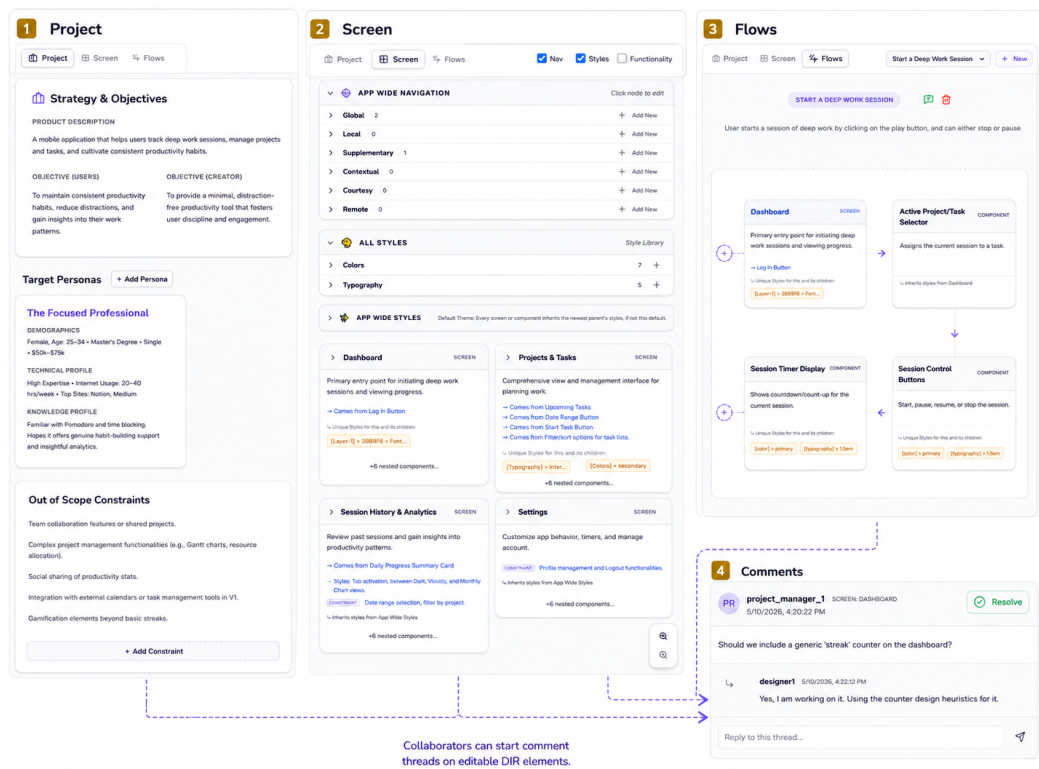 1 Project
Project Screen Flows
Strategy & Objectives
PRODUCT DESCRIPTION
A mobile application that helps users track deep work sessions, manage projects
and tasks, and cultivate consistent productivity habits.
OBJECTIVE (USERS)
To maintain consistent productivity
habits, reduce distractions, and
gain insights into their work
patterns.
OBJECTIVE (CREATOR)
To provide a minimal, distraction-
free productivity tool that fosters
user discipline and engagement.
Target Personas + Add Persona
The Focused Professional
DEMOGRAPHICS
Female, Age: 25–34 • Master's Degree • Single
• $50k–$75k
TECHNICAL PROFILE
High Expertise • Internet Usage: 20–40
hrs/week • Top Sites: Notion, Medium
KNOWLEDGE PROFILE
Familiar with Pomodoro and time blocking.
Hopes it offers genuine habit-building support
and insightful analytics.
Out of Scope Constraints
Team collaboration features or shared projects.
Complex project management functionalities (e.g., Gantt charts, resource
allocation).
Social sharing of productivity stats.
Integration with external calendars or task management tools in V1.
Gamification elements beyond basic streaks.
+ Add Constraint
2 Screen
Project Screen Flows Nav Styles Functionality
APP WIDE NAVIGATION Click node to edit
Global 2 + Add New
Local 0 + Add New
Supplementary 1 + Add New
Contextual 0 + Add New
Courtesy 0 + Add New
Remote 0 + Add New
ALL STYLES Style Library
Colors 7 +
Typography 5 +
APP WIDE STYLES Default Theme: Every screen or component inherits the newest parent's styles, if not this default.
Dashboard SCREEN
Primary entry point for initiating deep work
sessions and viewing progress.
→ Comes from Log In Button
↳ Unique Styles for this and its children:
[Layer-1] > 3B09F6 > Font...
+6 nested components...
Projects & Tasks SCREEN
Comprehensive view and management interface for
planning work.
→ Comes from Upcoming Tasks
→ Comes from Date Range Button
→ Comes from Start Task Button
→ Comes from Filter/sort options for task lists.
↳ Unique Styles for this and its children:
[Typography] > Inter... [Colors] > secondary
+6 nested components...
Session History & Analytics SCREEN
Review past sessions and gain insights into
productivity patterns.
→ Comes from Daily Progress Summary Card
→ Styles: Tab activation, between Dark, Vividly, and Monthly
Chart views.
CONSTRAINT Date range selection, filter by project.
↳ Inherits styles from App Wide Styles
+6 nested components...
Settings SCREEN
Customize app behavior, timers, and manage
account.
CONSTRAINT Profile management and Logout functionalities.
↳ Inherits styles from App Wide Styles
+6 nested components...
3 Flows
Project Screen Flows Start a Deep Work Session + New
START A DEEP WORK SESSION
User starts a session of deep work by clicking on the play button, and can either stop or pause
Dashboard SCREEN
Primary entry point for initiating deep
work sessions and viewing progress.
→ Log In Button
↳ Unique Styles for this and its children:
[Layer-1] > 3B09F6 > Font...
Active Project/Task
Selector COMPONENT
Assigns the current session to a task.
↳ Inherits styles from Dashboard
Session Timer Display COMPONENT
Shows countdown/count-up for the
current session.
↳ Unique Styles for this and its children:
[color] > primary [typography] > 1.5em
Session Control
Buttons COMPONENT
Start, pause, resume, or stop the session.
↳ Unique Styles for this and its children:
[color] > primary [typography] > 1.5em
4 Comments
PR project_manager_1 SCREEN: DASHBOARD
5/10/2026, 4:20:22 PM
Resolve
Should we include a generic 'streak' counter on the dashboard?
designer1 5/10/2026, 4:22:12 PM
Yes, I am working on it. Using the counter design heuristics for it.
Reply to this thread...
Collaborators can start comment
threads on editable DIR elements.